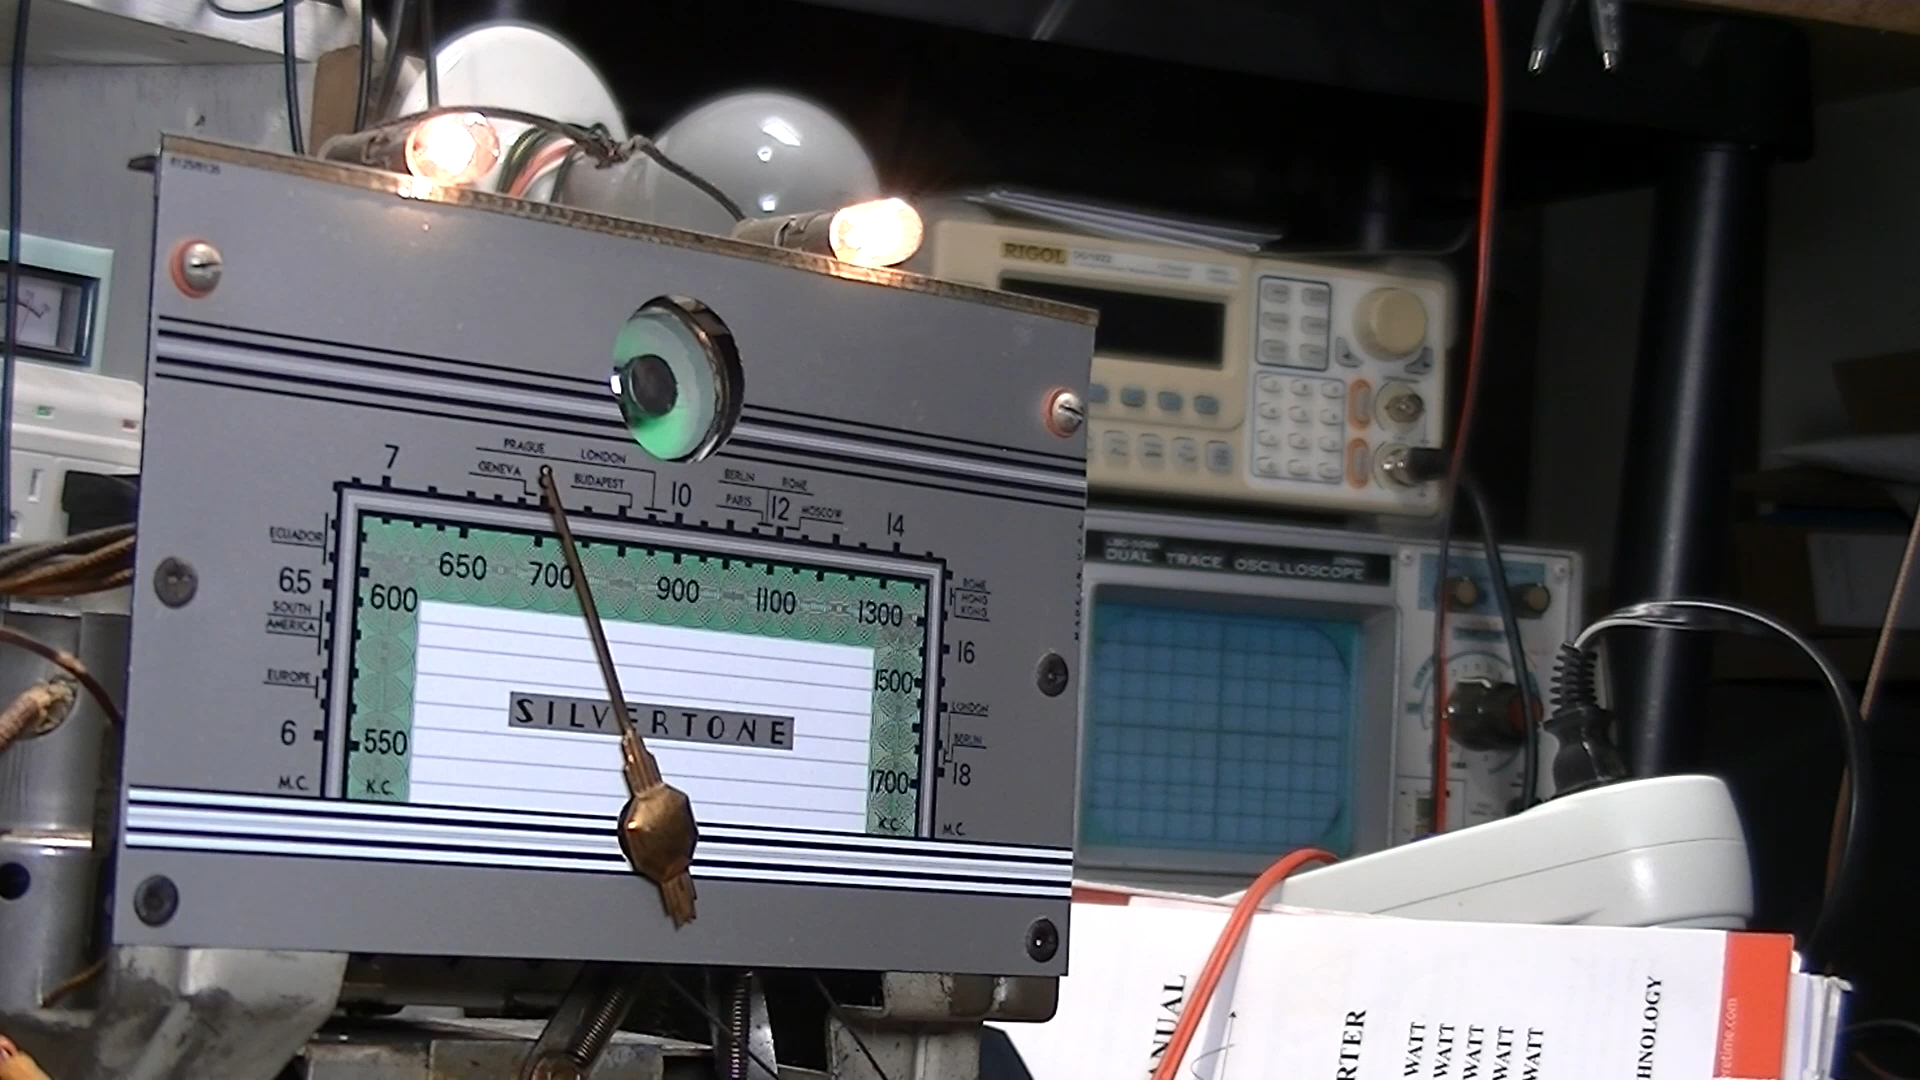 RIGOL
DUAL TRACE OSCILLOSCOPE
PRAGUE
LONDON
GENEVA
BUDAPEST
BERLIN
ROME
PARIS
MOSCOW
7
10
12
14
ECUADOR
6.5
SOUTH
AMERICA
EUROPE
6
M.C.
ROME
HONG
KONG
16
LONDON
BERLIN
18
M.C.
650
700
900
1100
1300
600
1500
550
1700
K.C.
K.C.
SILVERTONE
ANUAL
RTER
WATT
WATT
WATT
WATT
WATT
HNOLOGY